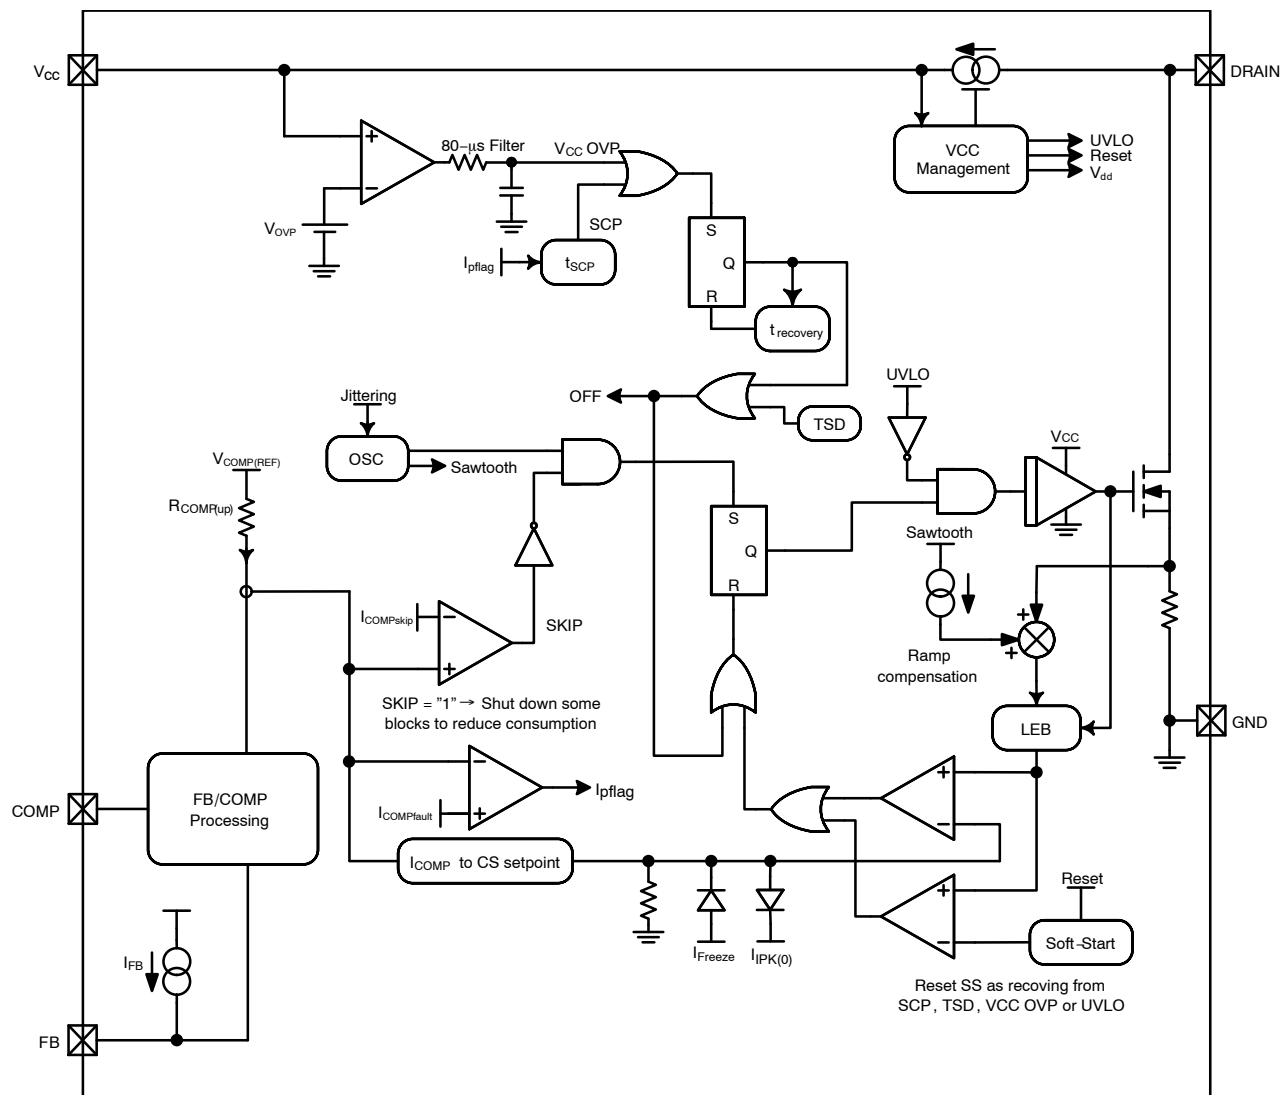 VCC
DRAIN
80–μs Filter
VCC OVP
+
−
VOVP
SCP
Ipflag
tSCP
S
Q
R
trecovery
VCC
Management
UVLO
Reset
Vdd
OFF
TSD
UVLO
Jittering
OSC
Sawtooth
VCOMP(REF)
RCOMP(up)
VCC
S
Q
R
Sawtooth
ICOMPskip
−
+
SKIP
+
+
Ramp
compensation
SKIP = ”1” → Shut down some
blocks to reduce consumption
LEB
GND
COMP
FB/COMP
Processing
−
+
Ipflag
ICOMPfault
+
−
ICOMP to CS setpoint
+
−
Reset
Soft–Start
IFreeze
IIPK(0)
IFB
FB
Reset SS as recoving from
SCP , TSD , VCC OVP or UVLO